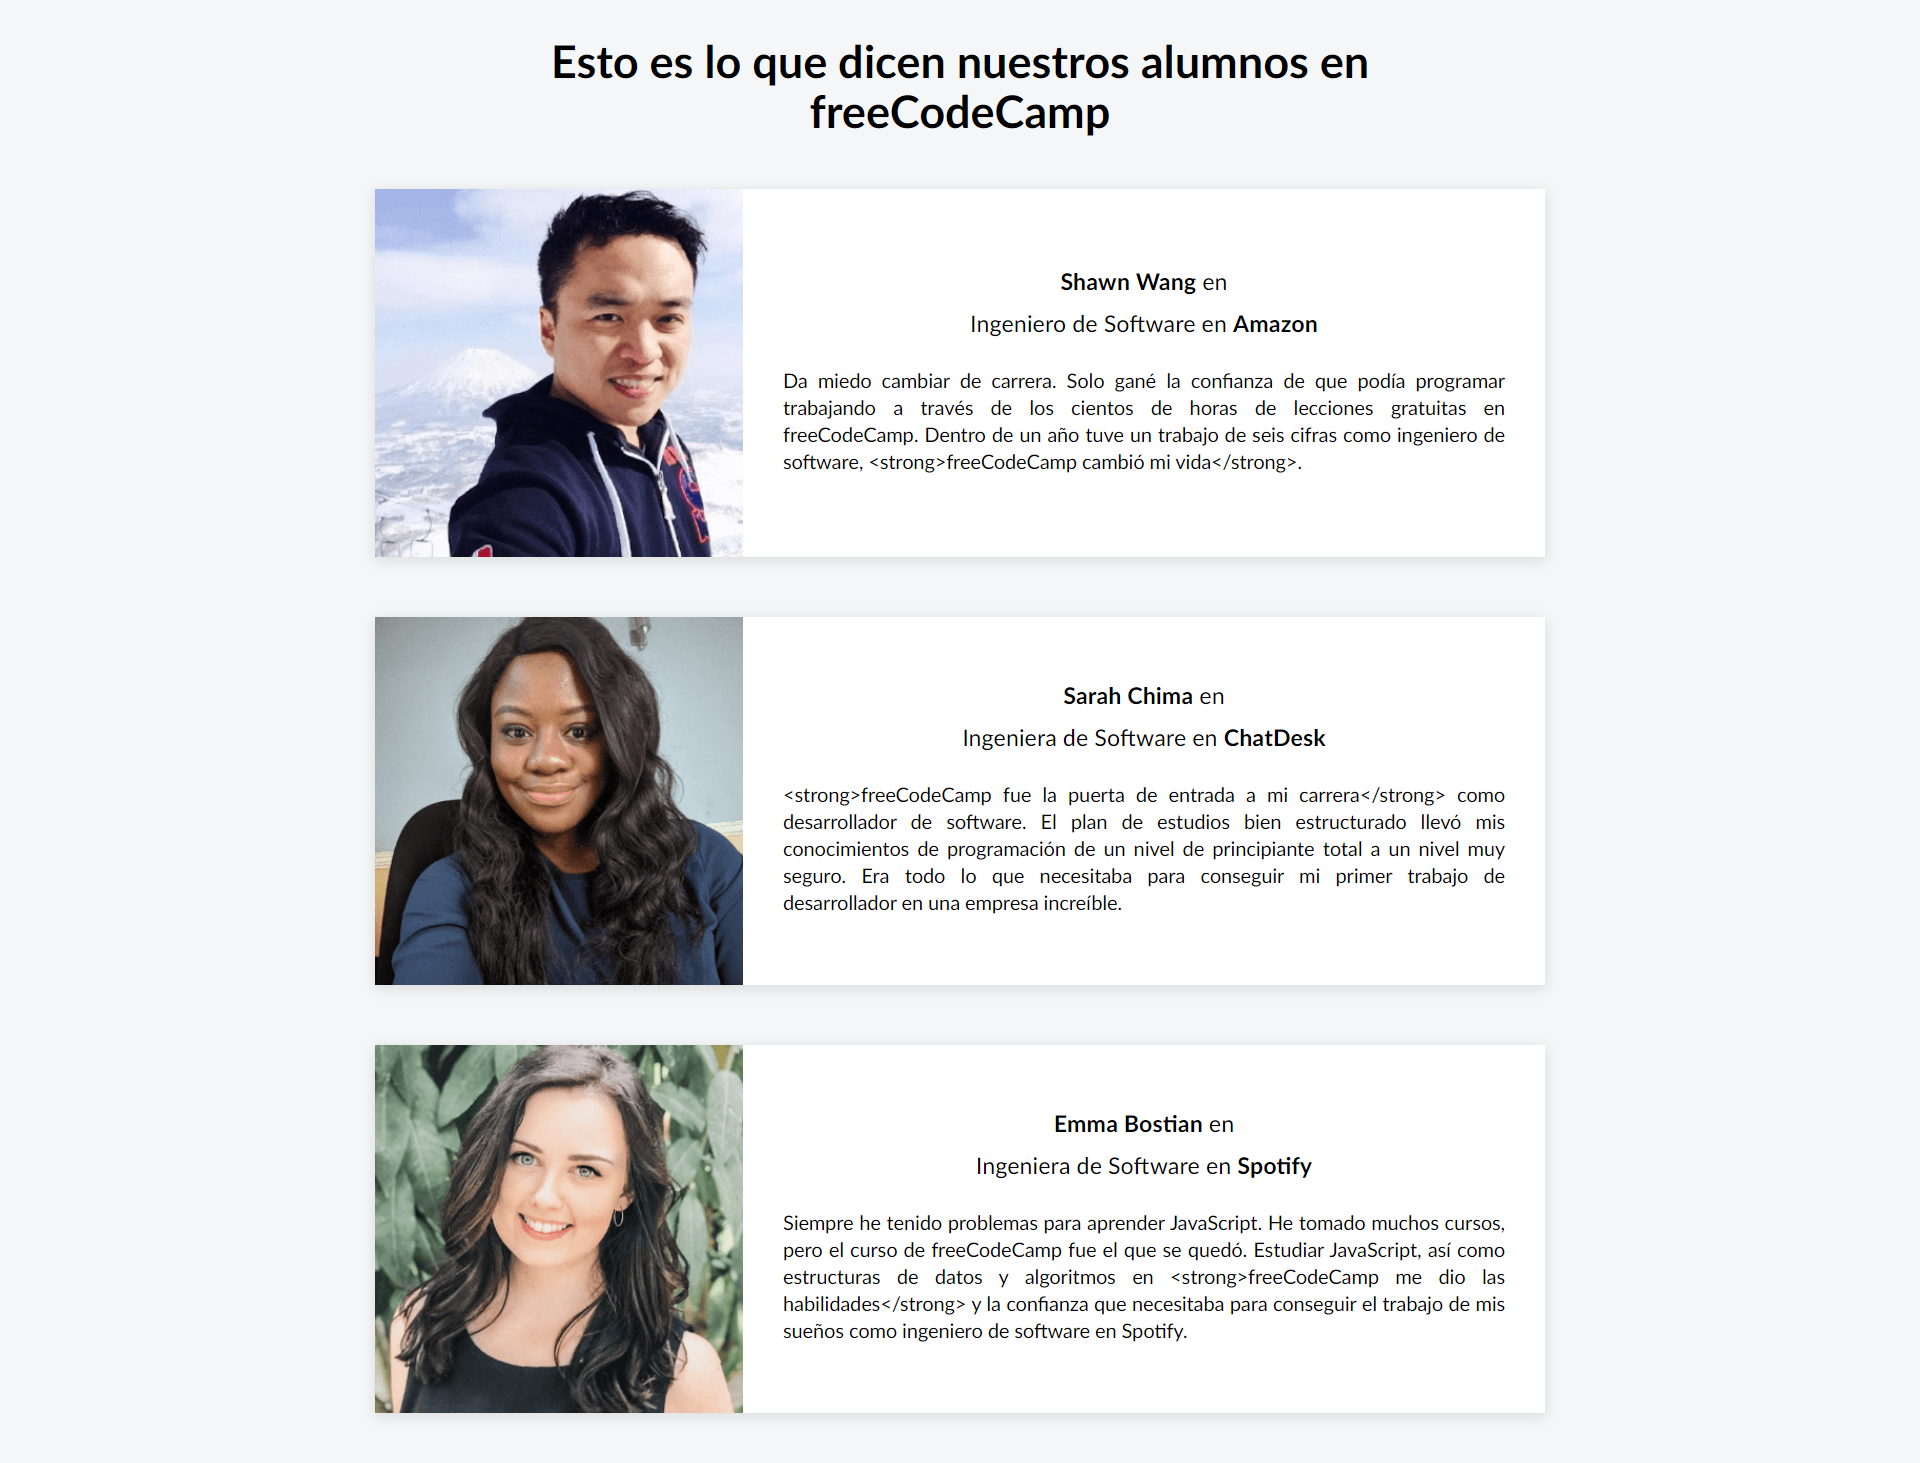 Esto es lo que dicen nuestros alumnos en
freeCodeCamp
Shawn Wang en
Ingeniero de Software en Amazon
Da miedo cambiar de carrera. Solo gané la confianza de que podía programar
trabajando a través de los cientos de horas de lecciones gratuitas en
freeCodeCamp. Dentro de un año tuve un trabajo de seis cifras como ingeniero de
software, <strong>freeCodeCamp cambió mi vida</strong>.
Sarah Chima en
Ingeniera de Software en ChatDesk
<strong>freeCodeCamp fue la puerta de entrada a mi carrera</strong> como
desarrollador de software. El plan de estudios bien estructurado llevó mis
conocimientos de programación de un nivel de principiante total a un nivel muy
seguro. Era todo lo que necesitaba para conseguir mi primer trabajo de
desarrollador en una empresa increíble.
Emma Bostian en
Ingeniera de Software en Spotify
Siempre he tenido problemas para aprender JavaScript. He tomado muchos cursos,
pero el curso de freeCodeCamp fue el que se quedó. Estudiar JavaScript, así como
estructuras de datos y algoritmos en <strong>freeCodeCamp me dio las
habilidades</strong> y la confianza que necesitaba para conseguir el trabajo de mis
sueños como ingeniero de software en Spotify.